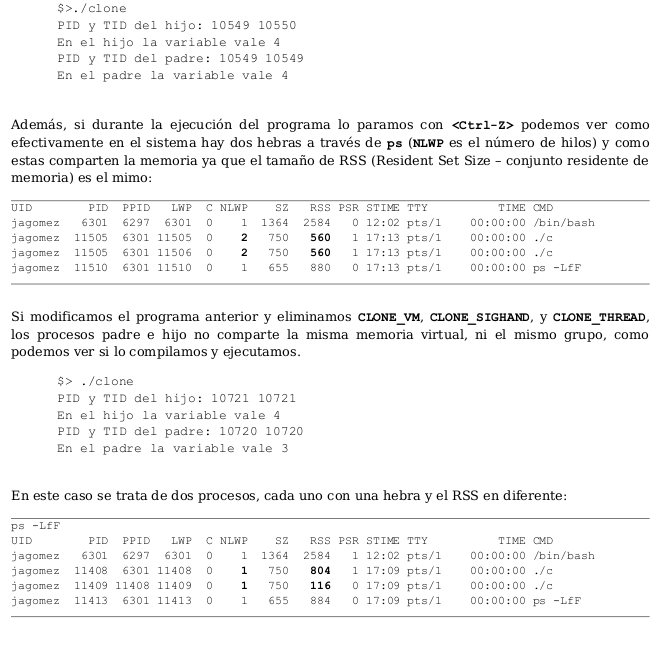 $>./clone
PID y TID del hijo: 10549 10550
En el hijo la variable vale 4
PID y TID del padre: 10549 10549
En el padre la variable vale 4
Además, si durante la ejecución del programa lo paramos con <Ctrl-Z> podemos ver como
efectivamente en el sistema hay dos hebras a través de ps (NLWP es el número de hilos) y como
estas comparten la memoria ya que el tamaño de RSS (Resident Set Size – conjunto residente de
memoria) es el mimo:
UID PID PPID LWP C NLWP SZ RSS PSR STIME TTY TIME CMD
jagomez 6301 6297 6301 0 1 1364 2584 0 12:02 pts/1 00:00:00 /bin/bash
jagomez 11505 6301 11505 0 2 750 560 1 17:13 pts/1 00:00:00 ./c
jagomez 11505 6301 11506 0 2 750 560 1 17:13 pts/1 00:00:00 ./c
jagomez 11510 6301 11510 0 1 655 880 0 17:13 pts/1 00:00:00 ps -LfF
Si modificamos el programa anterior y eliminamos CLONE_VM, CLONE_SIGHAND, y CLONE_THREAD,
los procesos padre e hijo no comparte la misma memoria virtual, ni el mismo grupo, como
podemos ver si lo compilamos y ejecutamos.
$> ./clone
PID y TID del hijo: 10721 10721
En el hijo la variable vale 4
PID y TID del padre: 10720 10720
En el padre la variable vale 3
En este caso se trata de dos procesos, cada uno con una hebra y el RSS en diferente:
ps -LfF
UID PID PPID LWP C NLWP SZ RSS PSR STIME TTY TIME CMD
jagomez 6301 6297 6301 0 1 1364 2584 1 12:02 pts/1 00:00:00 /bin/bash
jagomez 11408 6301 11408 0 1 750 804 1 17:09 pts/1 00:00:00 ./c
jagomez 11409 11408 11409 0 1 750 116 0 17:09 pts/1 00:00:00 ./c
jagomez 11413 6301 11413 0 1 655 884 0 17:09 pts/1 00:00:00 ps -LfF